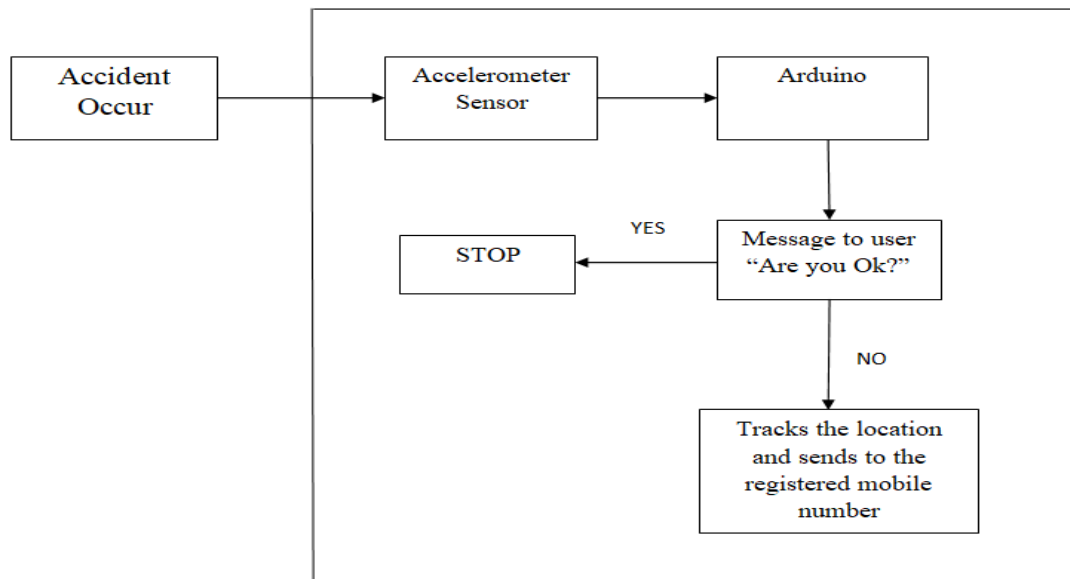 Accident
Occur
Accelerometer
Sensor
Arduino
YES
STOP
Message to user
“Are you Ok?”
NO
Tracks the location
and sends to the
registered mobile
number